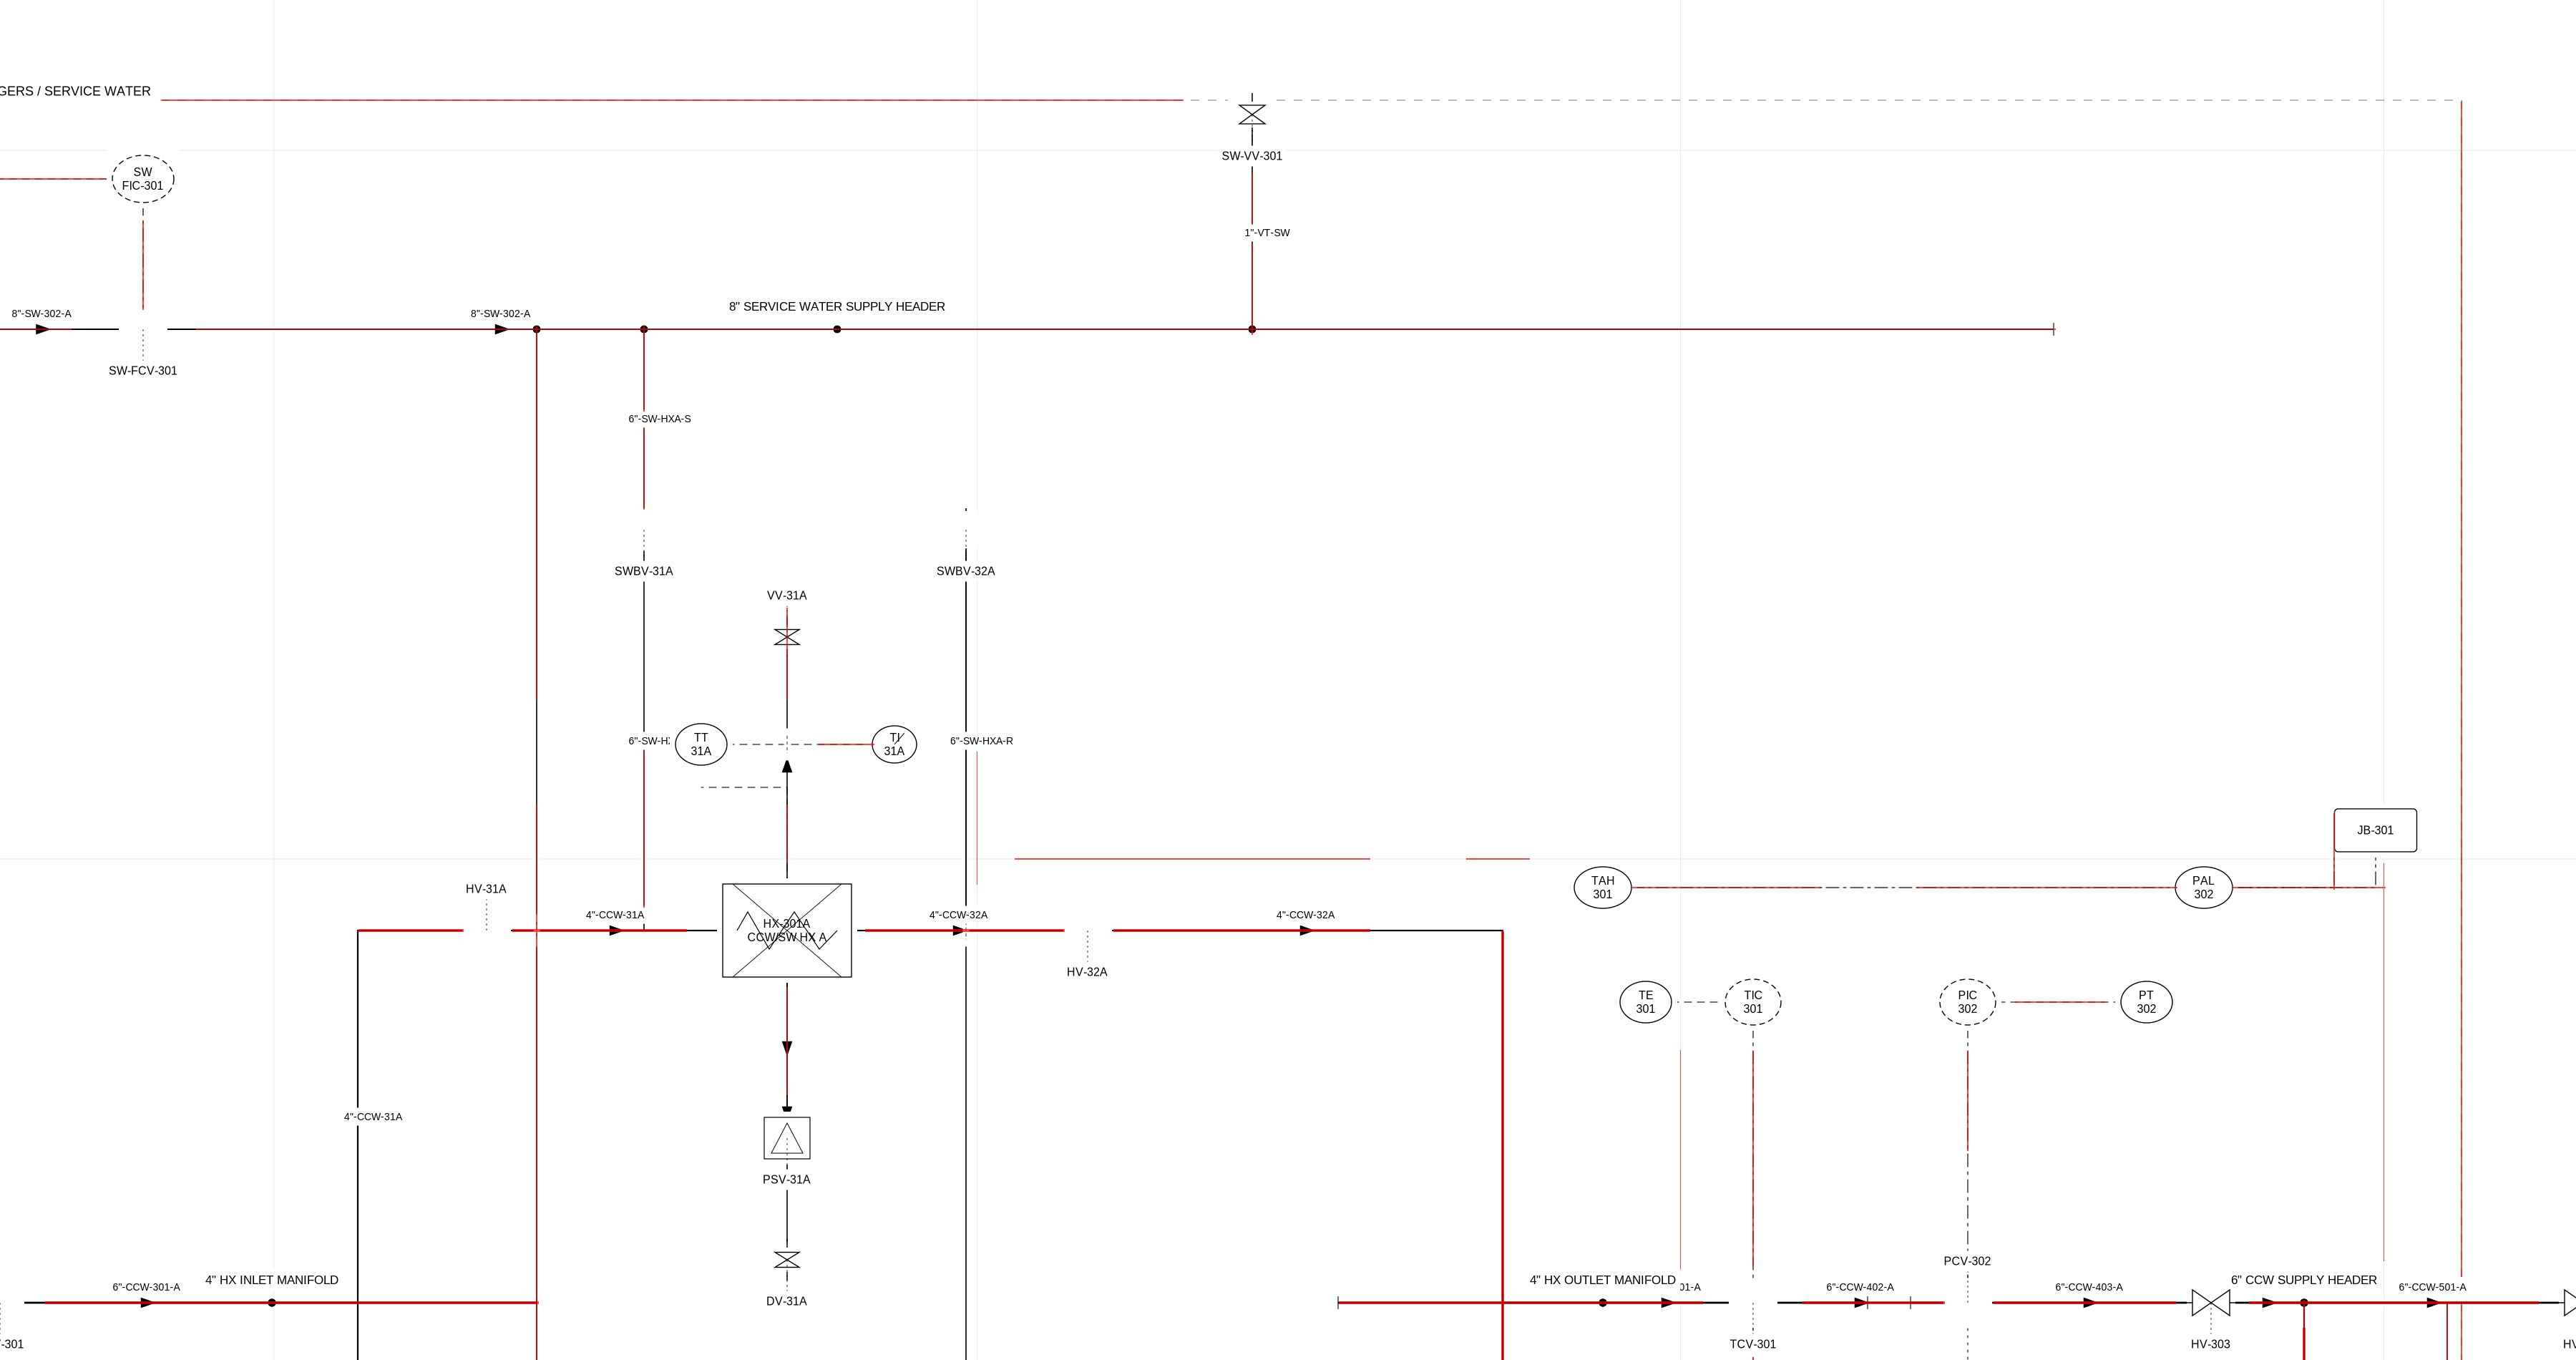 GERS / SERVICE WATER
SW-VV-301
SW
FIC-301
1"-VT-SW
8" SERVICE WATER SUPPLY HEADER
8"-SW-302-A
8"-SW-302-A
SW-FCV-301
6"-SW-HXA-S
SWBV-31A
SWBV-32A
VV-31A
TT
31A
TI
31A
6"-SW-H
6"-SW-HXA-R
JB-301
TAH
301
PAL
302
HV-31A
4"-CCW-31A
HX-301A
CCW/SW HX A
4"-CCW-32A
4"-CCW-32A
HV-32A
TE
301
TIC
301
PIC
302
PT
302
4"-CCW-31A
PSV-31A
PCV-302
4" HX INLET MANIFOLD
4" HX OUTLET MANIFOLD
6" CCW SUPPLY HEADER
6"-CCW-301-A
01-A
6"-CCW-402-A
6"-CCW-403-A
6"-CCW-501-A
DV-31A
-301
TCV-301
HV-303
HV